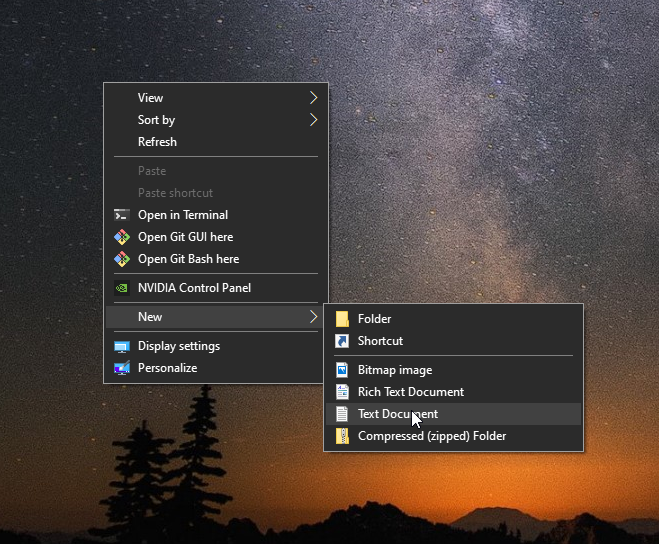 View
Sort by
Refresh
Paste
Paste shortcut
Open in Terminal
Open Git GUI here
Open Git Bash here
NVIDIA Control Panel
New
Display settings
Personalize
Folder
Shortcut
Bitmap image
Rich Text Document
Text Document
Compressed (zipped) Folder